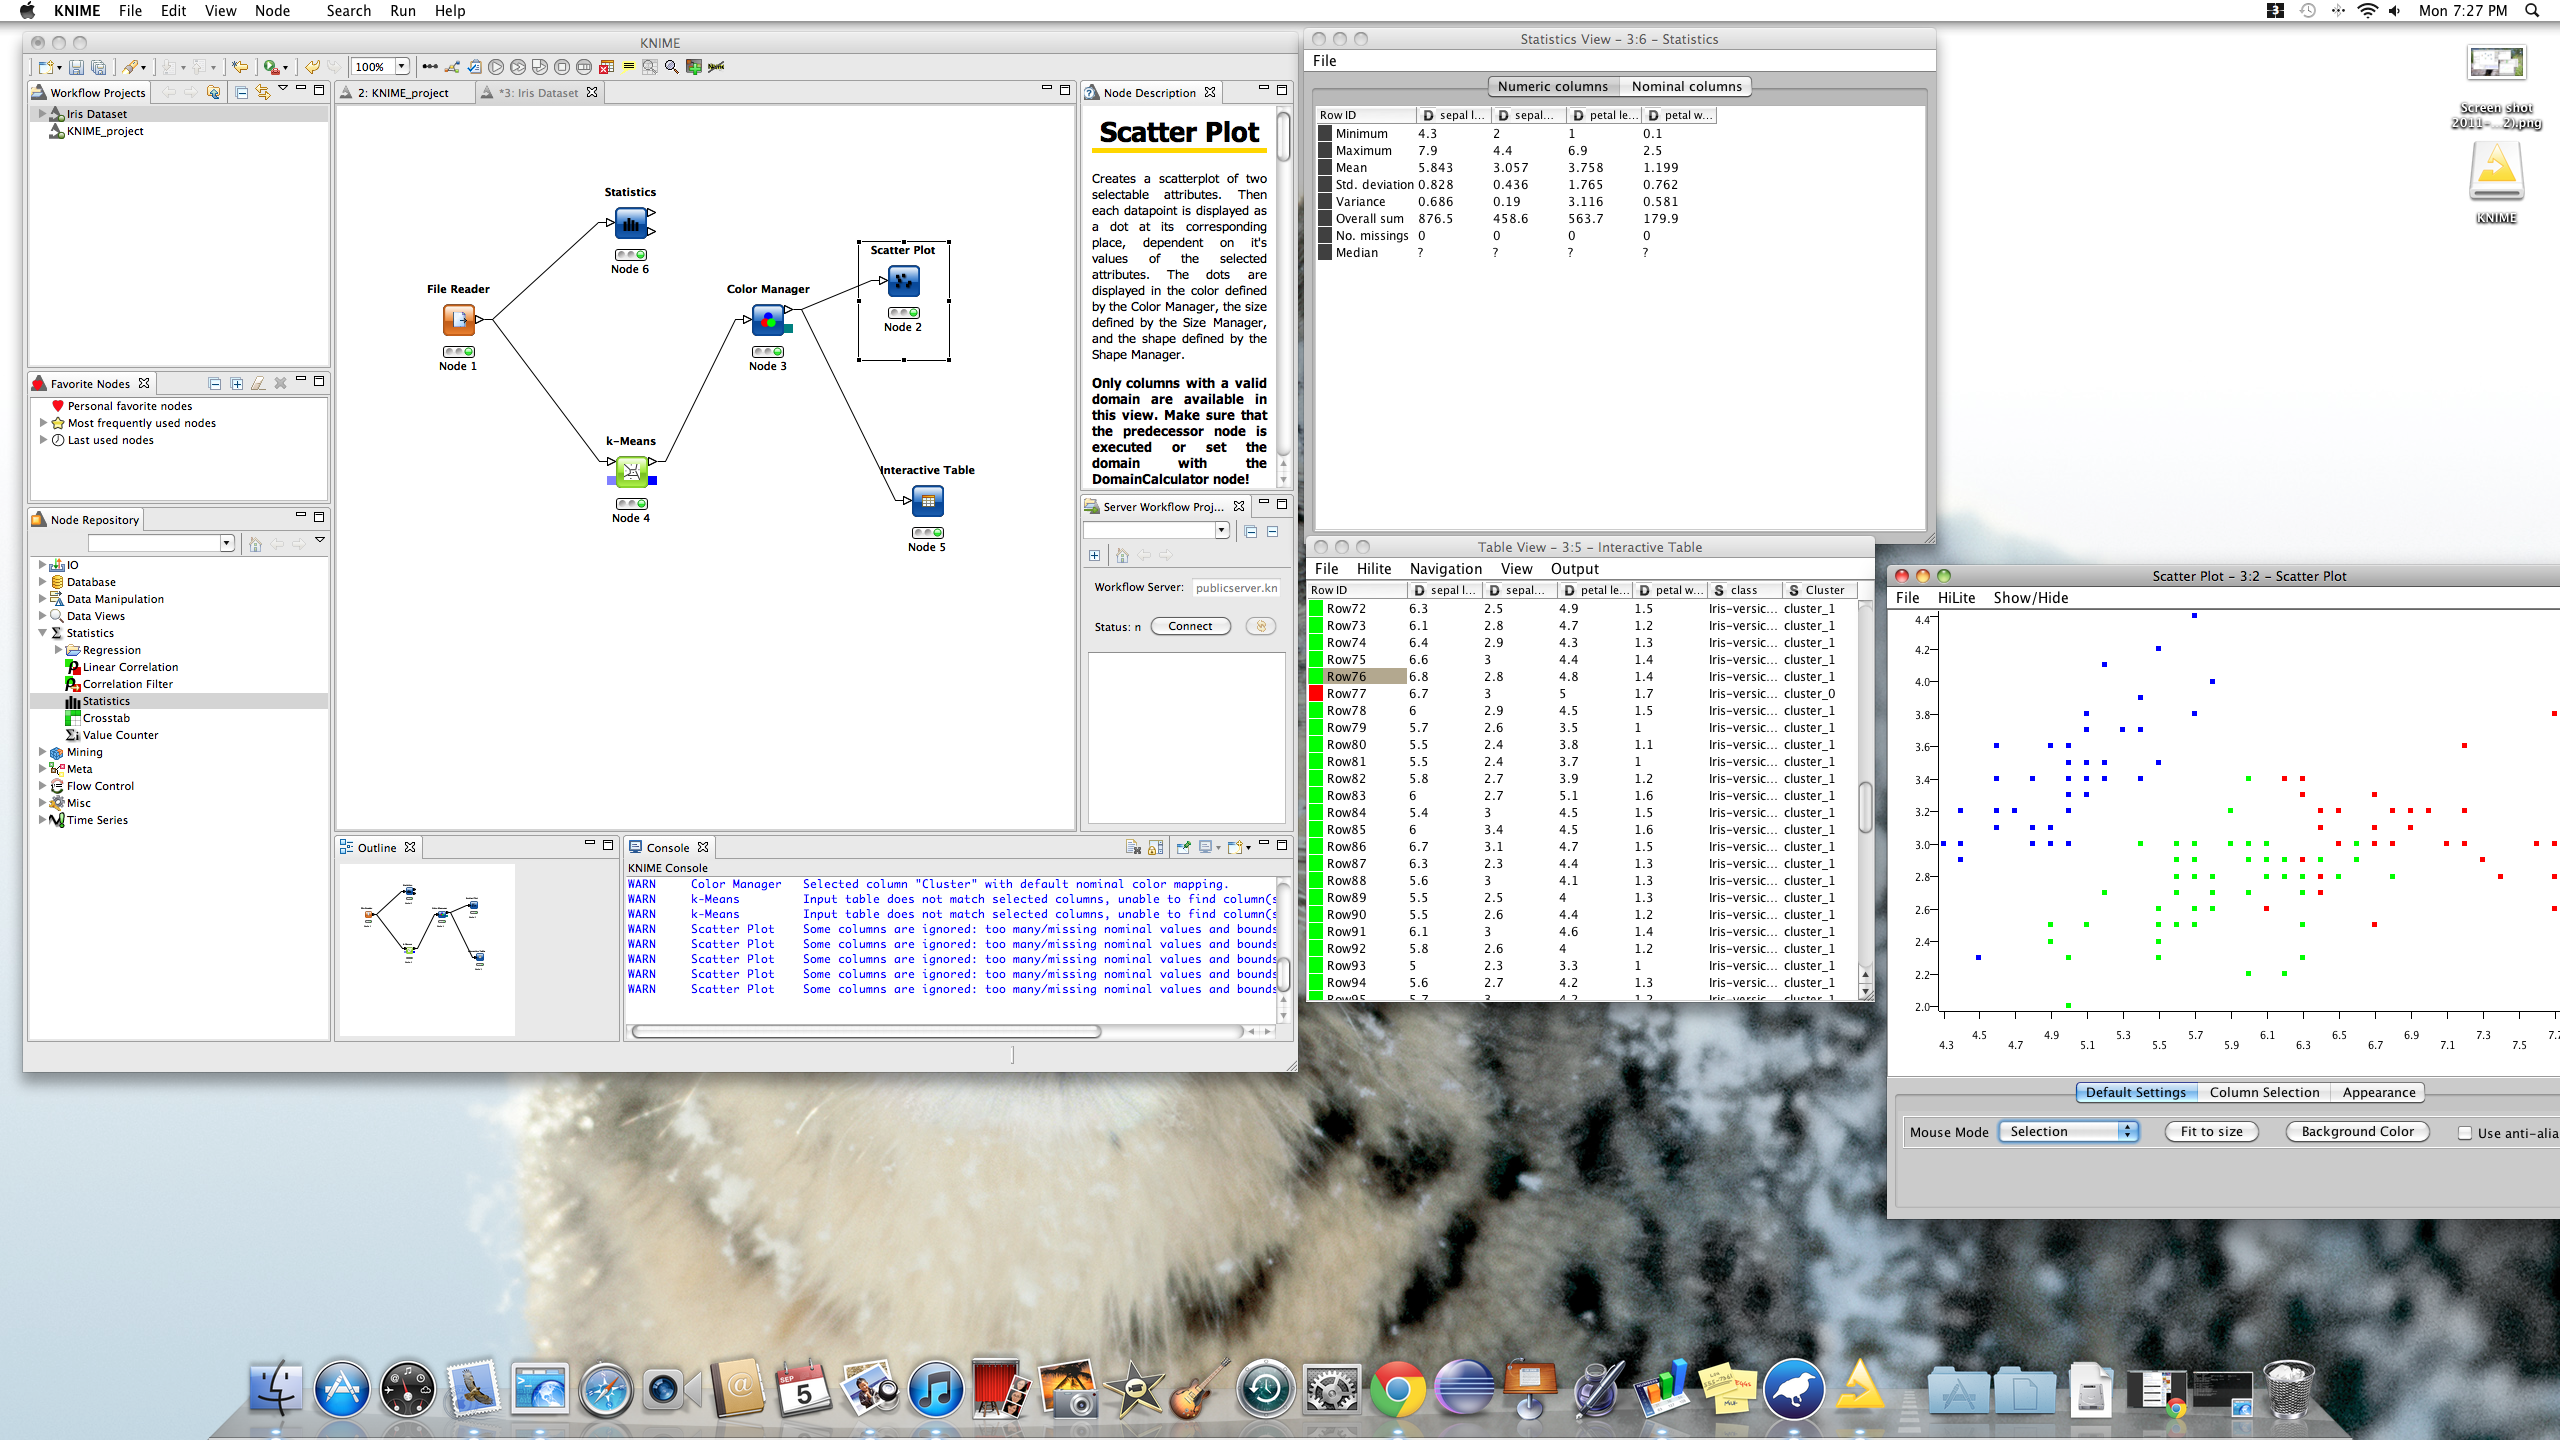 KNIME File Edit View Node Search Run Help
3 Mon 7:27 PM
KNIME
100%
Workflow Projects
Iris Dataset
KNIME_project
Favorite Nodes
Personal favorite nodes
Most frequently used nodes
Last used nodes
Node Repository
IO
Database
Data Manipulation
Data Views
Statistics
Regression
Linear Correlation
Correlation Filter
Statistics
Crosstab
Value Counter
Mining
Meta
Flow Control
Misc
Time Series
2: KNIME_project *3: Iris Dataset
Statistics
Node 6
File Reader
Node 1
Color Manager
Node 3
Scatter Plot
Node 2
k-Means
Node 4
Interactive Table
Node 5
Node Description
Scatter Plot
Creates a scatterplot of two
selectable attributes. Then
each datapoint is displayed as
a dot at its corresponding
place, dependent on it's
values of the selected
attributes. The dots are
displayed in the color defined
by the Color Manager, the size
defined by the Size Manager,
and the shape defined by the
Shape Manager.
Only columns with a valid
domain are available in
this view. Make sure that
the predecessor node is
executed or set the
domain with the
DomainCalculator node!
Server Workflow Proj...
Workflow Server: publicserver.kn
Status: n Connect
Outline
Console
KNIME Console
WARN Color Manager Selected column "Cluster" with default nominal color mapping.
WARN k-Means Input table does not match selected columns, unable to find column(s
WARN k-Means Input table does not match selected columns, unable to find column(s
WARN Scatter Plot Some columns are ignored: too many/missing nominal values and bounds
WARN Scatter Plot Some columns are ignored: too many/missing nominal values and bounds
WARN Scatter Plot Some columns are ignored: too many/missing nominal values and bounds
WARN Scatter Plot Some columns are ignored: too many/missing nominal values and bounds
WARN Scatter Plot Some columns are ignored: too many/missing nominal values and bounds
Statistics View - 3:6 - Statistics
File
Numeric columns Nominal columns
Row ID D sepal l... D sepal... D petal le... D petal w...
Minimum 4.3 2 1 0.1
Maximum 7.9 4.4 6.9 2.5
Mean 5.843 3.057 3.758 1.199
Std. deviation 0.828 0.436 1.765 0.762
Variance 0.686 0.19 3.116 0.581
Overall sum 876.5 458.6 563.7 179.9
No. missings 0 0 0 0
Median ? ? ? ?
Table View - 3:5 - Interactive Table
File Hilite Navigation View Output
Row ID D sepal l... D sepal... D petal le... D petal w... S class S Cluster
Row72 6.3 2.5 4.9 1.5 Iris-versic... cluster_1
Row73 6.1 2.8 4.7 1.2 Iris-versic... cluster_1
Row74 6.4 2.9 4.3 1.3 Iris-versic... cluster_1
Row75 6.6 3 4.4 1.4 Iris-versic... cluster_1
Row76 6.8 2.8 4.8 1.4 Iris-versic... cluster_1
Row77 6.7 3 5 1.7 Iris-versic... cluster_0
Row78 6 2.9 4.5 1.5 Iris-versic... cluster_1
Row79 5.7 2.6 3.5 1 Iris-versic... cluster_1
Row80 5.5 2.4 3.8 1.1 Iris-versic... cluster_1
Row81 5.5 2.4 3.7 1 Iris-versic... cluster_1
Row82 5.8 2.7 3.9 1.2 Iris-versic... cluster_1
Row83 6 2.7 5.1 1.6 Iris-versic... cluster_1
Row84 5.4 3 4.5 1.5 Iris-versic... cluster_1
Row85 6 3.4 4.5 1.6 Iris-versic... cluster_1
Row86 6.7 3.1 4.7 1.5 Iris-versic... cluster_1
Row87 6.3 2.3 4.4 1.3 Iris-versic... cluster_1
Row88 5.6 3 4.1 1.3 Iris-versic... cluster_1
Row89 5.5 2.5 4 1.3 Iris-versic... cluster_1
Row90 5.5 2.6 4.4 1.2 Iris-versic... cluster_1
Row91 6.1 3 4.6 1.4 Iris-versic... cluster_1
Row92 5.8 2.6 4 1.2 Iris-versic... cluster_1
Row93 5 2.3 3.3 1 Iris-versic... cluster_1
Row94 5.6 2.7 4.2 1.3 Iris-versic... cluster_1
Row95 5.7 3 4.2 1.2 Iris-versic... cluster_1
Screen shot
2011-...2).png
KNIME
Scatter Plot - 3:2 - Scatter Plot
File HiLite Show/Hide
4.4
4.2
4.0
3.8
3.6
3.4
3.2
3.0
2.8
2.6
2.4
2.2
2.0
4.3 4.5 4.7 4.9 5.1 5.3 5.5 5.7 5.9 6.1 6.3 6.5 6.7 6.9 7.1 7.3 7.5 7.7
Default Settings Column Selection Appearance
Mouse Mode Selection Fit to size Background Color Use anti-alia
SEP
5